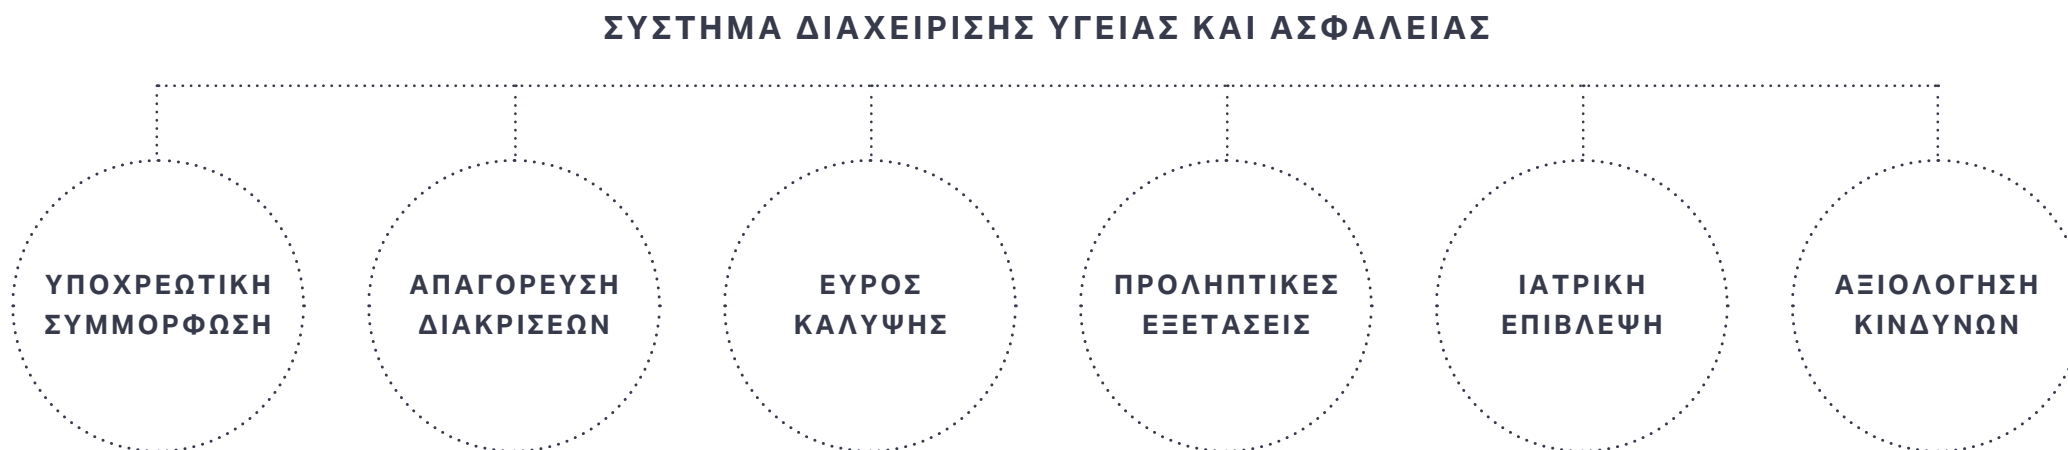 ΣΥΣΤΗΜΑ ΔΙΑΧΕΙΡΙΣΗΣ ΥΓΕΙΑΣ ΚΑΙ ΑΣΦΑΛΕΙΑΣ
ΥΠΟΧΡΕΩΤΙΚΗ
ΣΥΜΜΟΡΦΩΣΗ
ΑΠΑΓΟΡΕΥΣΗ
ΔΙΑΚΡΙΣΕΩΝ
ΕΥΡΟΣ
ΚΑΛΥΨΗΣ
ΠΡΟΛΗΠΤΙΚΕΣ
ΕΞΕΤΑΣΕΙΣ
ΙΑΤΡΙΚΗ
ΕΠΙΒΛΕΨΗ
ΑΞΙΟΛΟΓΗΣΗ
ΚΙΝΔΥΝΩΝ